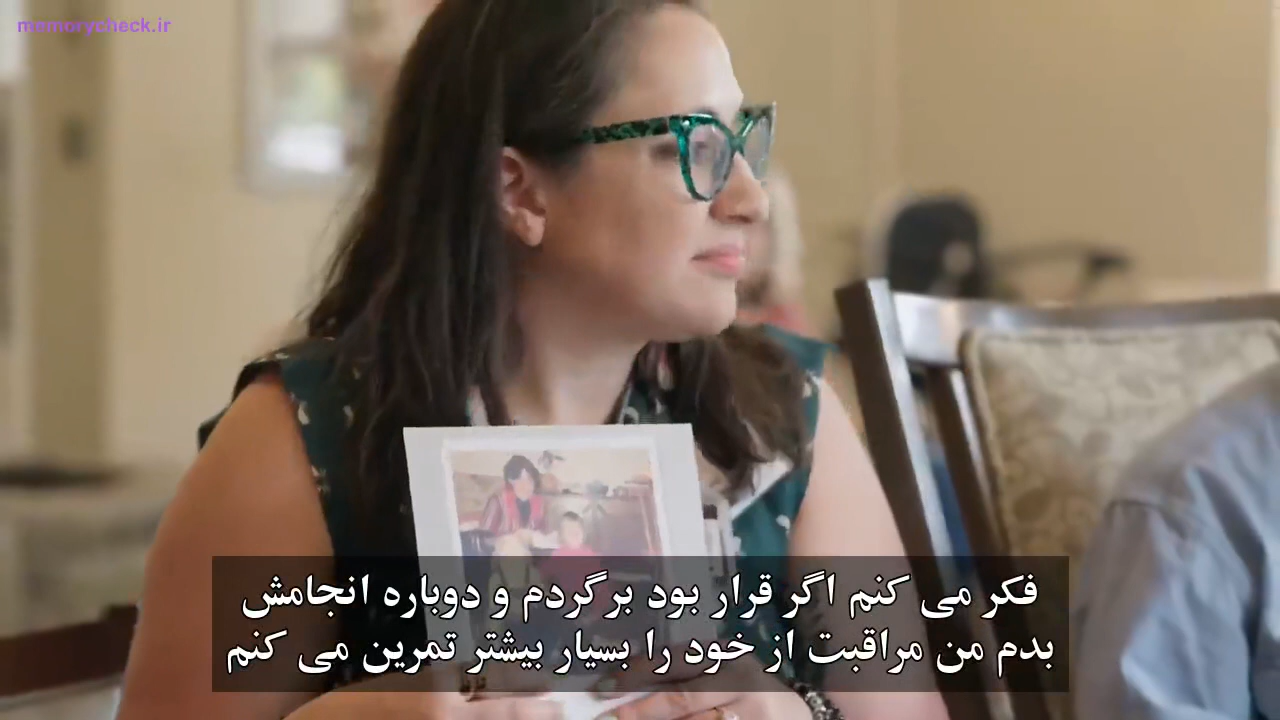 memorycheck.ir
فکر می کنم اگر قرار بود برگردم و دوباره انجامش
بدم من مراقبت از خود را بسیار بیشتر تمرین می کنم